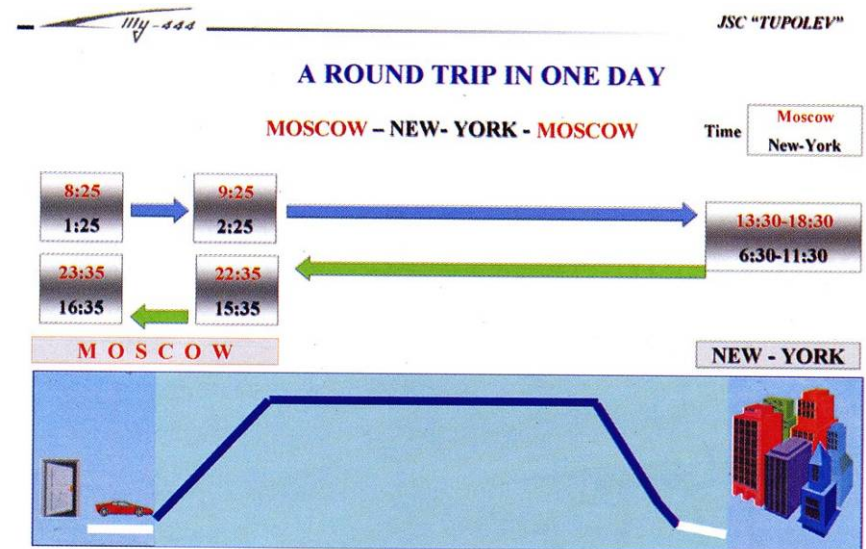 Ту-444
JSC "TUPOLEV"
A ROUND TRIP IN ONE DAY
MOSCOW – NEW- YORK - MOSCOW
Time
Moscow
New-York
8:25
1:25
9:25
2:25
13:30-18:30
6:30-11:30
23:35
16:35
22:35
15:35
M O S C O W
NEW - YORK